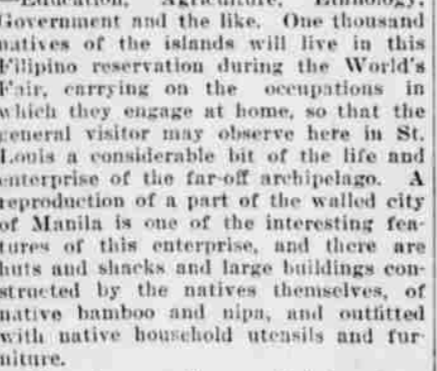 —Education, Agriculture, Ethnology,
Government and the like. One thousand
natives of the islands will live in this
Filipino reservation during the World's
Fair, carrying on the occupations in
which they engage at home, so that the
general visitor may observe here in St.
Louis a considerable bit of the life and
enterprise of the far-off archipelago. A
reproduction of a part of the walled city
of Manila is one of the interesting fea-
tures of this enterprise, and there are
huts and shacks and large buildings con-
structed by the natives themselves, of
native bamboo and nipa, and outfitted
with native household utensils and fur-
niture.